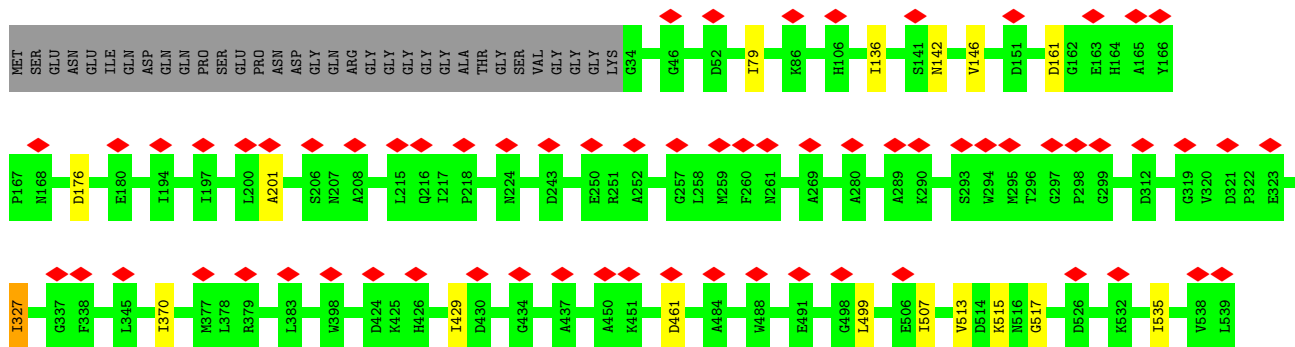 MET SER GLU ASN GLU ILE GLN ASP GLN GLN PRO SER GLU PRO ASN ASP GLY GLN ARG GLY GLY GLY GLY GLY ALA THR GLY SER VAL GLY GLY GLY LYS G34 G46 D52 I79 K86 H106 I136 S141 N142 V146 D151 D161 G162 E163 H164 A165 Y166
P167 N168 D176 E180 I194 I197 L200 A201 S206 N207 A208 L215 Q216 I217 P218 N224 D243 E250 R251 A252 G257 L258 M259 F260 N261 A269 A280 A289 K290 S293 W294 M295 T296 G297 P298 G299 D312 G319 V320 D321 P322 E323
I327 G337 F338 L345 I370 M377 L378 R379 L383 W398 D424 K425 H426 I429 D430 G434 A437 A450 K451 D461 A484 W488 E491 G498 L499 E506 I507 V513 D514 K515 N516 G517 D526 K532 I535 V538 L539